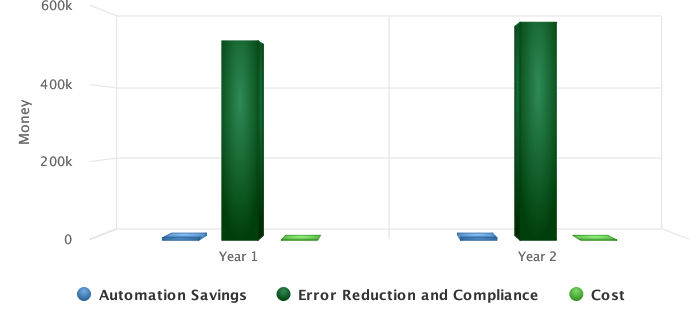 600k
400k
Money
200k
0
Year 1 Year 2
Automation Savings Error Reduction and Compliance Cost